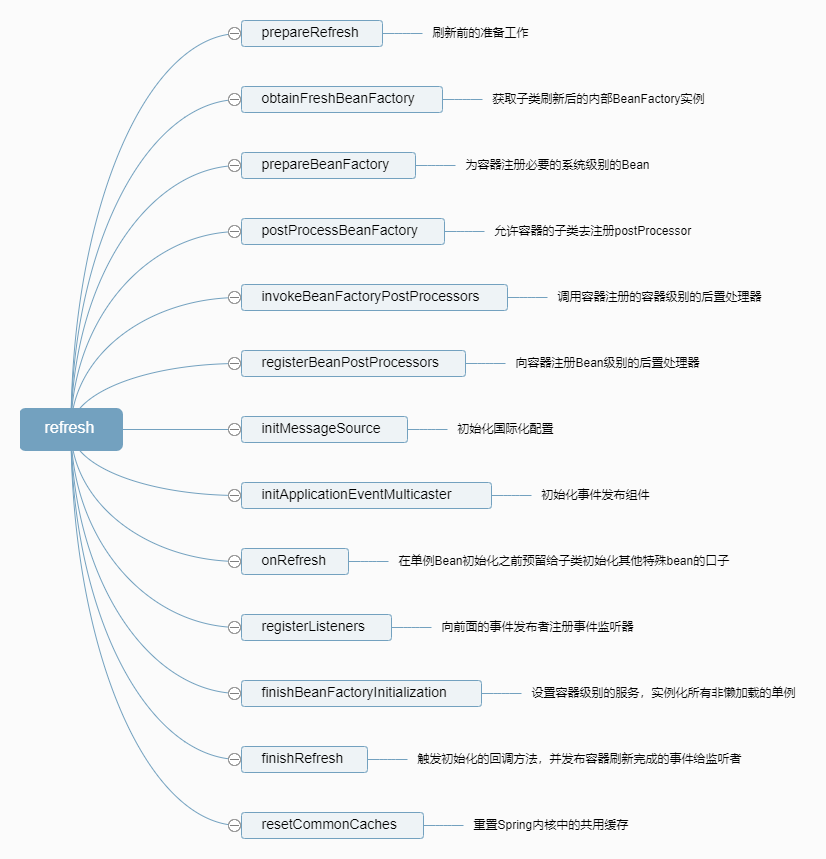 prepareRefresh 刷新前的准备工作
obtainFreshBeanFactory 获取子类刷新后的内部BeanFactory实例
prepareBeanFactory 为容器注册必要的系统级别的Bean
postProcessBeanFactory 允许容器的子类去注册postProcessor
invokeBeanFactoryPostProcessors 调用容器注册的容器级别的后置处理器
registerBeanPostProcessors 向容器注册Bean级别的后置处理器
refresh
initMessageSource 初始化国际化配置
initApplicationEventMulticaster 初始化事件发布组件
onRefresh 在单例Bean初始化之前预留给子类初始化其他特殊bean的口子
registerListeners 向前面的事件发布者注册事件监听器
finishBeanFactoryInitialization 设置容器级别的服务，实例化所有非懒加载的单例
finishRefresh 触发初始化的回调方法，并发布容器刷新完成的事件给监听者
resetCommonCaches 重置Spring内核中的共用缓存